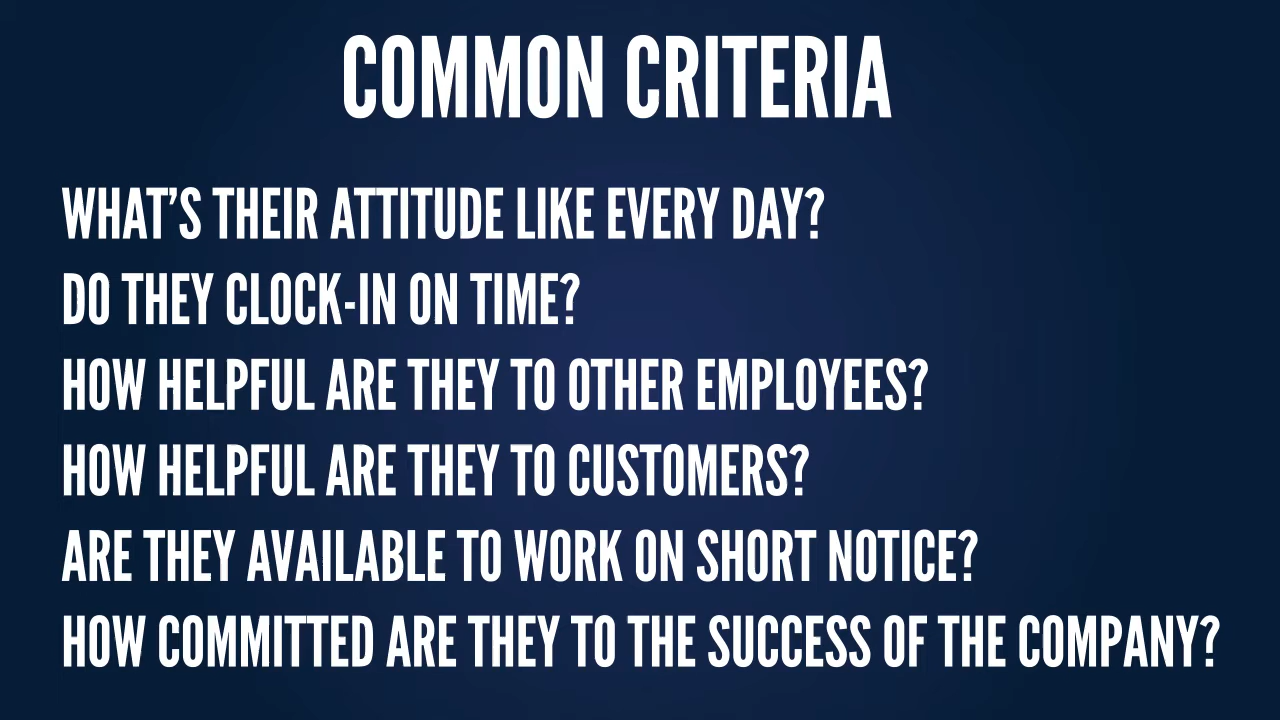 COMMON CRITERIA
WHAT’S THEIR ATTITUDE LIKE EVERY DAY?
DO THEY CLOCK-IN ON TIME?
HOW HELPFUL ARE THEY TO OTHER EMPLOYEES?
HOW HELPFUL ARE THEY TO CUSTOMERS?
ARE THEY AVAILABLE TO WORK ON SHORT NOTICE?
HOW COMMITTED ARE THEY TO THE SUCCESS OF THE COMPANY?